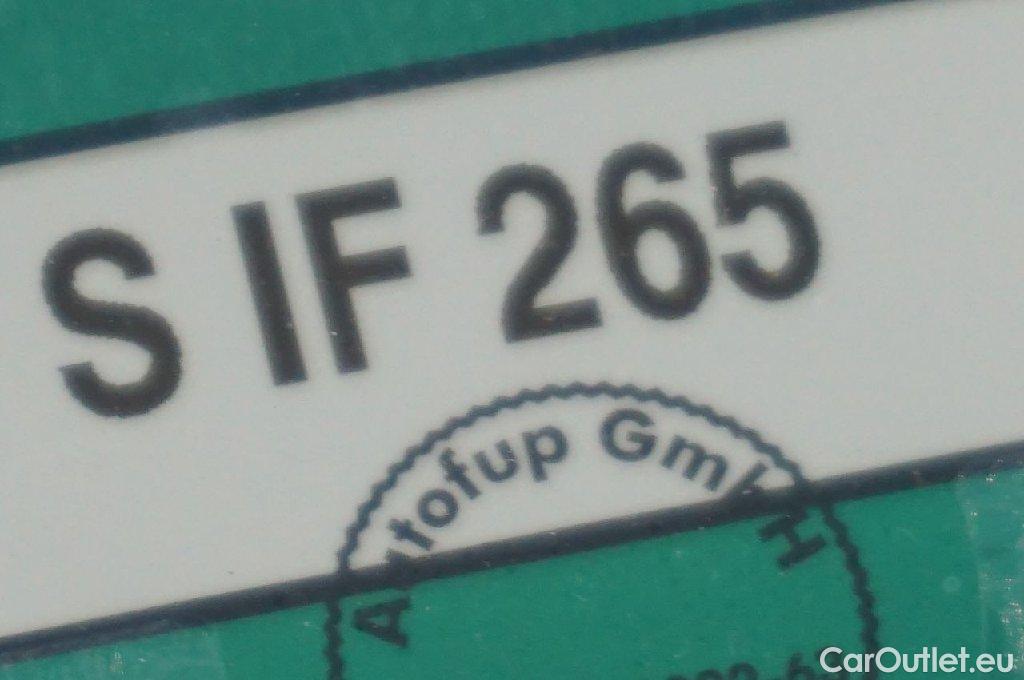 S IF 265
Autofup GmbH
CarOutlet.eu